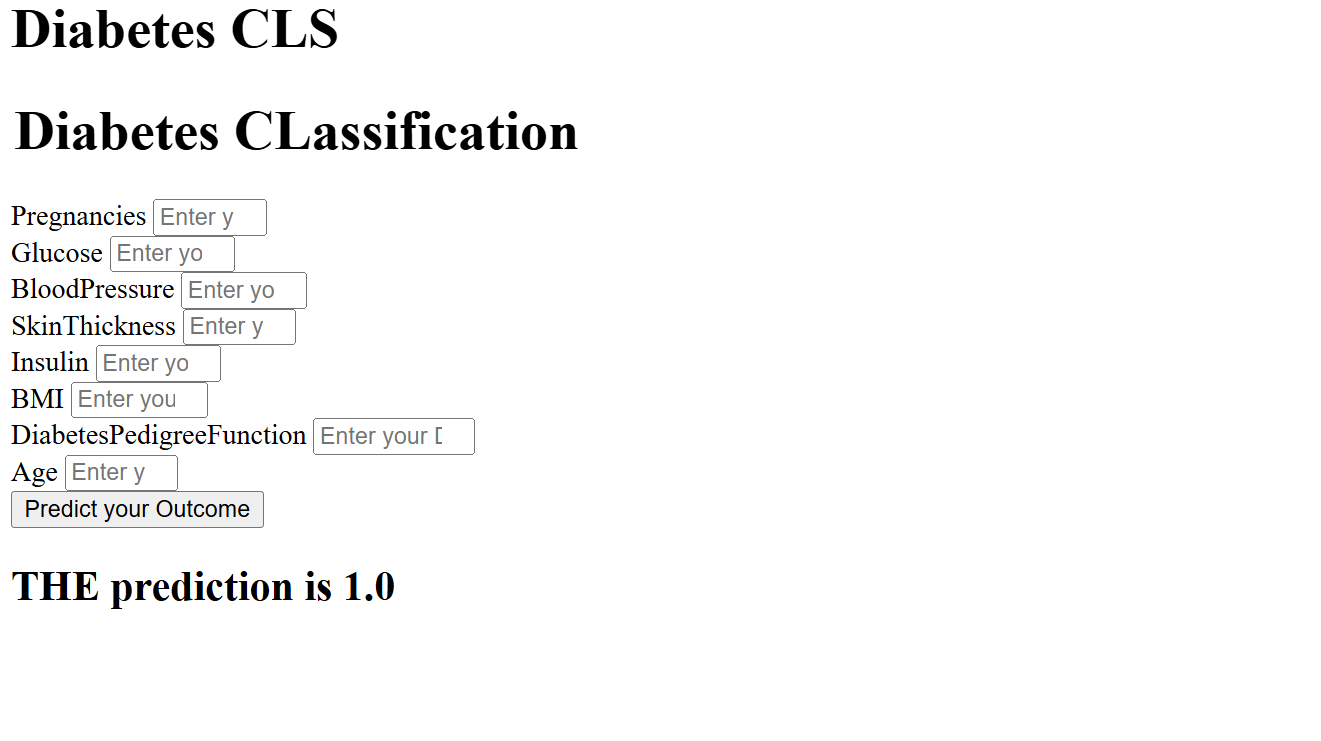 Diabetes CLS
Diabetes CLassification
Pregnancies Enter y
Glucose Enter yo
BloodPressure Enter yo
SkinThickness Enter y
Insulin Enter yo
BMI Enter you
DiabetesPedigreeFunction Enter your D
Age Enter y
Predict your Outcome
THE prediction is 1.0